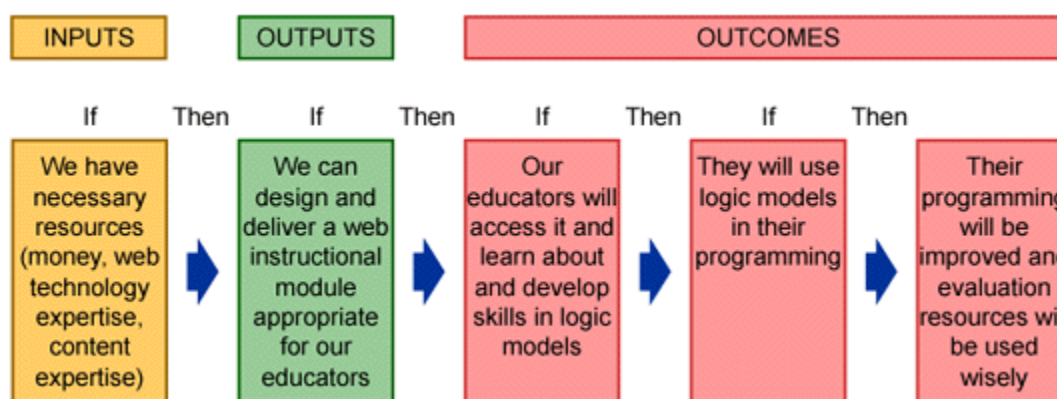 INPUTS
OUTPUTS
OUTCOMES
If
Then
If
Then
If
Then
If
Then
We have
necessary
resources
(money, web
technology
expertise,
content
expertise)
We can
design and
deliver a web
instructional
module
appropriate
for our
educators
Our
educators will
access it and
learn about
and develop
skills in logic
models
They will use
logic models
in their
programming
Their
programming
will be
improved and
evaluation
resources will
be used
wisely